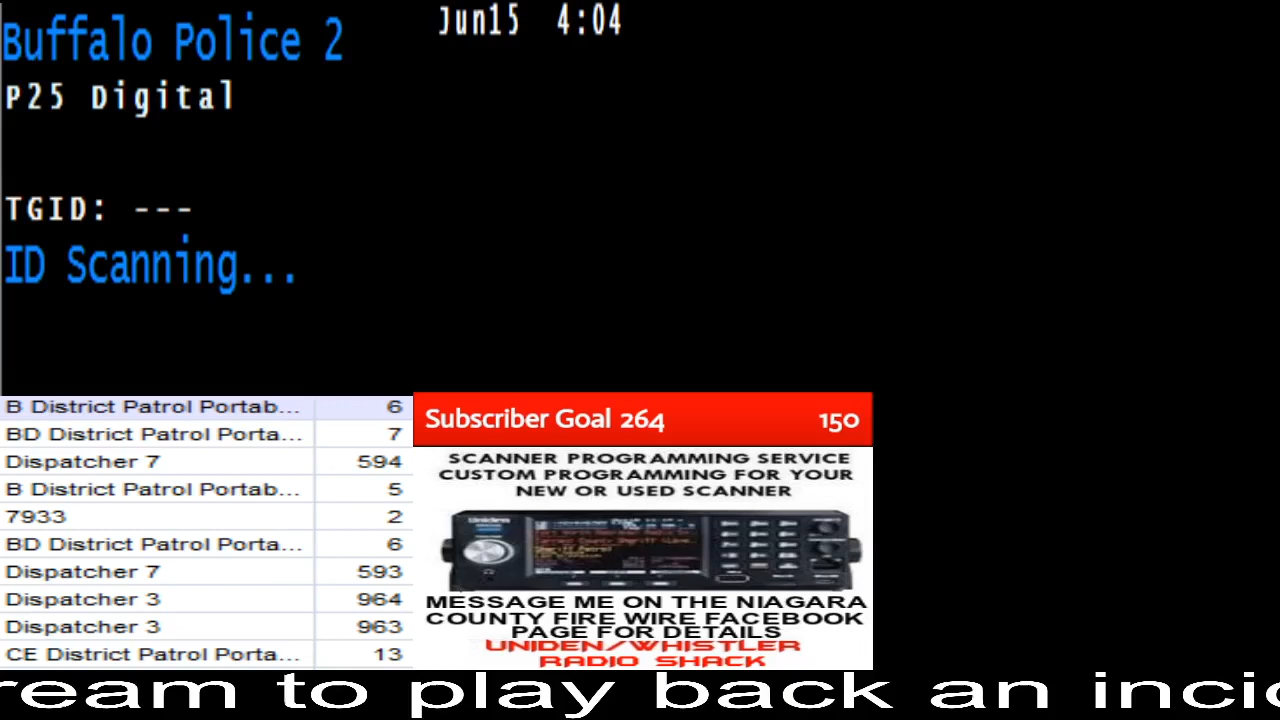 Buffalo Police 2
Jun15 4:04
P25 Digital
TGID: ---
ID Scanning...
B District Patrol Portab... 6
BD District Patrol Porta... 7
Dispatcher 7 594
B District Patrol Portab... 5
7933 2
BD District Patrol Porta... 6
Dispatcher 7 593
Dispatcher 3 964
Dispatcher 3 963
CE District Patrol Porta... 13
Subscriber Goal 264 150
SCANNER PROGRAMMING SERVICE
CUSTOM PROGRAMMING FOR YOUR
NEW OR USED SCANNER
Uniden
MESSAGE ME ON THE NIAGARA
COUNTY FIRE WIRE FACEBOOK
PAGE FOR DETAILS
UNIDEN/WHISTLER
RADIO SHACK
ream to play back an incid